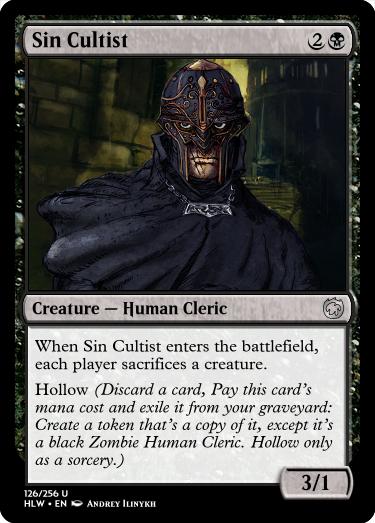 Sin Cultist 2
Creature — Human Cleric
When Sin Cultist enters the battlefield,
each player sacrifices a creature.
Hollow (Discard a card, Pay this card's
mana cost and exile it from your graveyard:
Create a token that's a copy of it, except it's
a black Zombie Human Cleric. Hollow only
as a sorcery.)
3/1
126/256 U
HLW • EN Andrey Ilinykh